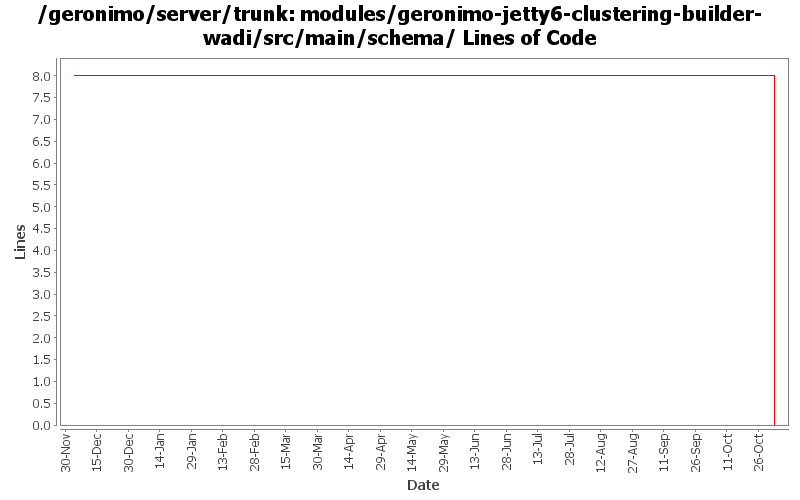 /geronimo/server/trunk: modules/geronimo-jetty6-clustering-builder-
wadi/src/main/schema/ Lines of Code
8.0
7.5
7.0
6.5
6.0
5.5
5.0
4.5
4.0
3.5
3.0
2.5
2.0
1.5
1.0
0.5
0.0
Lines
30-Nov
15-Dec
30-Dec
14-Jan
29-Jan
13-Feb
28-Feb
15-Mar
30-Mar
14-Apr
29-Apr
14-May
29-May
13-Jun
28-Jun
13-Jul
28-Jul
12-Aug
27-Aug
11-Sep
26-Sep
11-Oct
26-Oct
Date